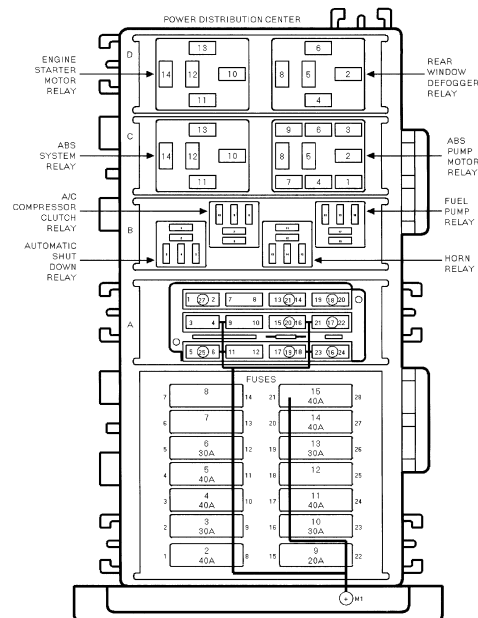 POWER DISTRIBUTION CENTER
ENGINE
STARTER
MOTOR
RELAY
REAR
WINDOW
DEFOGGER
RELAY
D
13
14 12 10
11
6
8 5 2
4
ABS
SYSTEM
RELAY
ABS
PUMP
MOTOR
RELAY
C
13
14 12 10
11
9 6 3
8 5 2
7 4 1
A/C
COMPRESSOR
CLUTCH
RELAY
FUEL
PUMP
RELAY
AUTOMATIC
SHUT
DOWN
RELAY
HORN
RELAY
B
A
1 27 2 7 8 13 21 14 19 18 20
3 4 9 10 15 20 16 21 17 22
5 25 6 11 12 17 19 18 23 16 24
FUSES
7 8 14 21 15 40A 28
6 7 13 20 14 40A 27
5 6 30A 12 19 13 30A 26
4 5 40A 11 18 12 25
3 4 40A 10 17 11 40A 24
2 3 30A 9 16 10 30A 23
1 2 40A 8 15 9 20A 22
+ M1